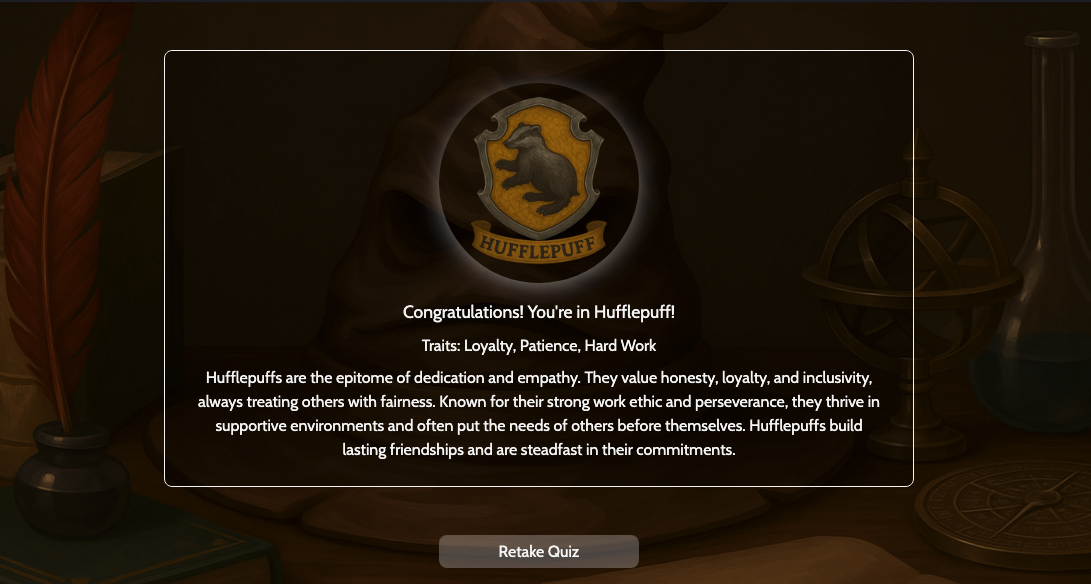 HUFFLEPUFF
Congratulations! You're in Hufflepuff!
Traits: Loyalty, Patience, Hard Work
Hufflepuffs are the epitome of dedication and empathy. They value honesty, loyalty, and inclusivity,
always treating others with fairness. Known for their strong work ethic and perseverance, they thrive in
supportive environments and often put the needs of others before themselves. Hufflepuffs build
lasting friendships and are steadfast in their commitments.
Retake Quiz